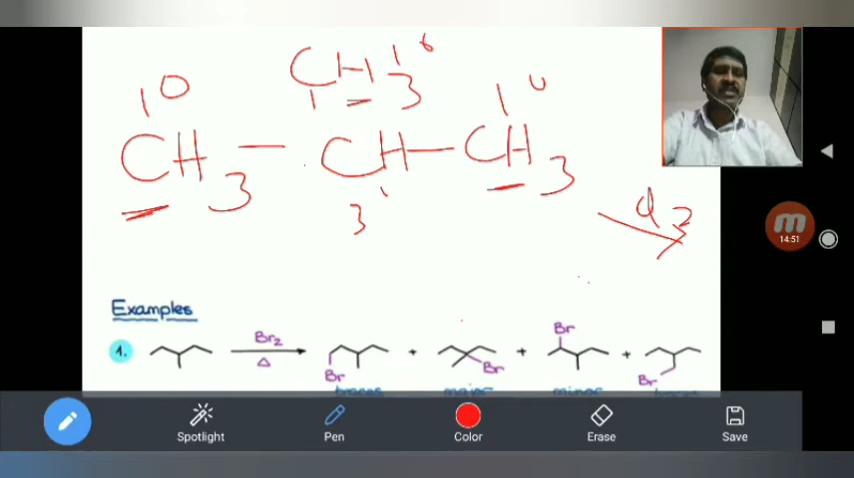 CH3 1°
1° 1°
CH3 - CH - CH3
3°
Cl2
Examples
1. Br2
Δ
Br + Br + Br + Br
traces major minor
14:51
Spotlight Pen Color Erase Save